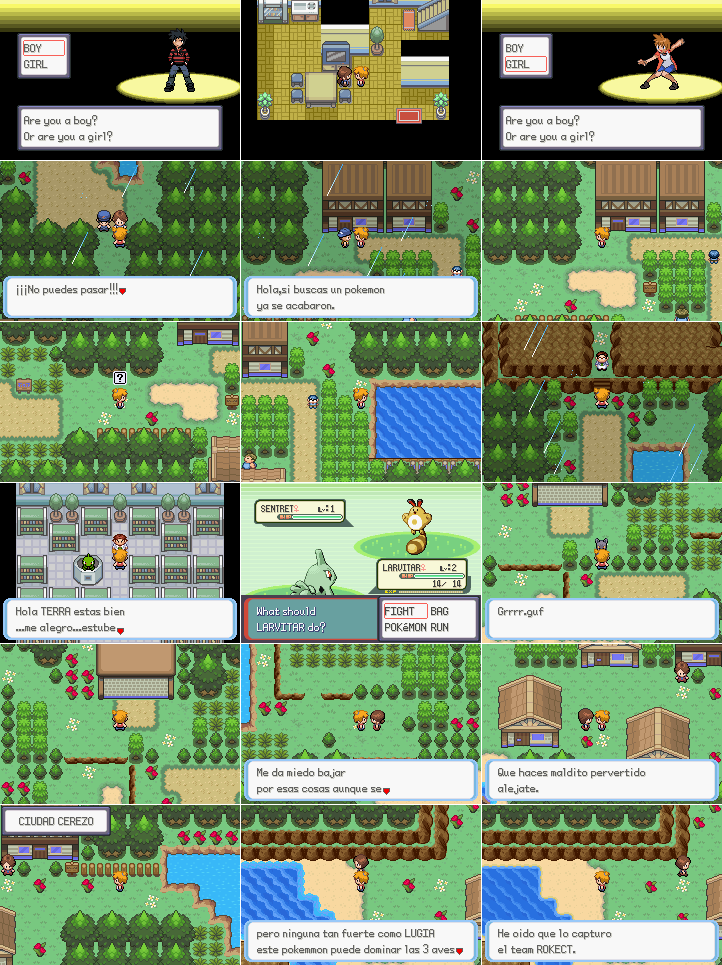 BOY
GIRL
Are you a boy?
Or are you a girl?
BOY
GIRL
Are you a boy?
Or are you a girl?
¡¡¡No puedes pasar!!!
Hola,si buscas un pokemon
ya se acabaron.
?
Hola TERRA estas bien
...me alegro...estube
SENTRET♀ Lv:1
HP
LARVITAR♀ Lv:2
HP
10/ 10
EXP
What should
LARVITAR do?
FIGHT BAG
POKéMON RUN
Grrrr.guf
Me da miedo bajar
por esas cosas aunque se
Que haces maldito pervertido
alejate.
CIUDAD CEREZO
pero ninguna tan fuerte como LUGIA
este pokemmon puede dominar las 3 aves
He oido que lo capturo
el team ROKECT.